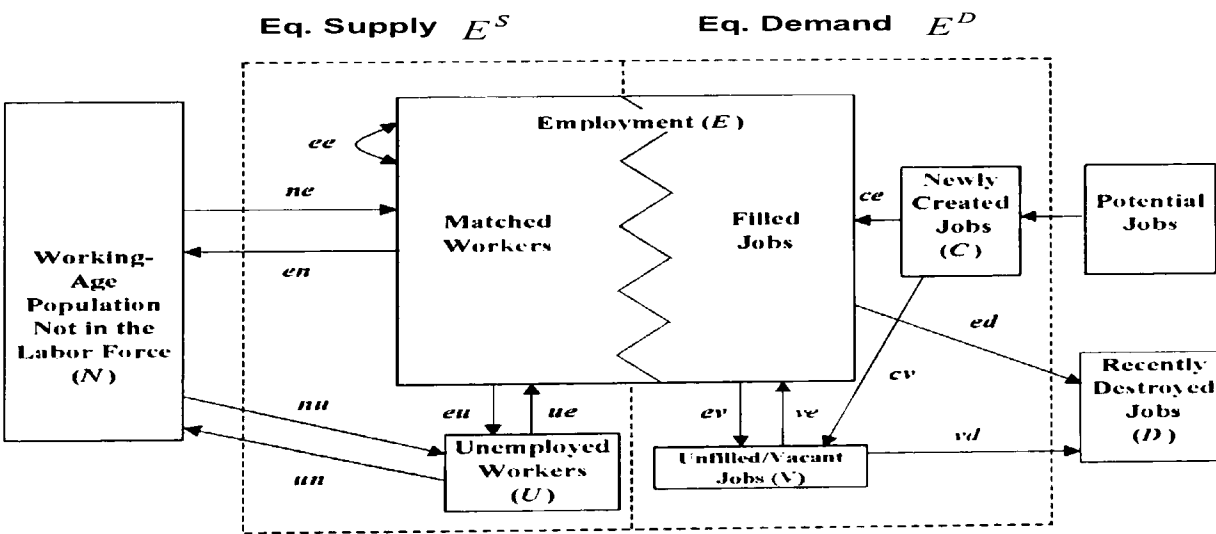 Eq. Supply E^S
Eq. Demand E^D
Employment (E)
ee
ne
en
Matched
Workers
Filled
Jobs
ce
Newly
Created
Jobs
(C)
Potential
Jobs
Working-
Age
Population
Not in the
Labor Force
(N)
ed
cv
Recently
Destroyed
Jobs
(D)
nu
un
eu
ue
ev
ve
vd
Unemployed
Workers
(U)
Unfilled/Vacant
Jobs (V)